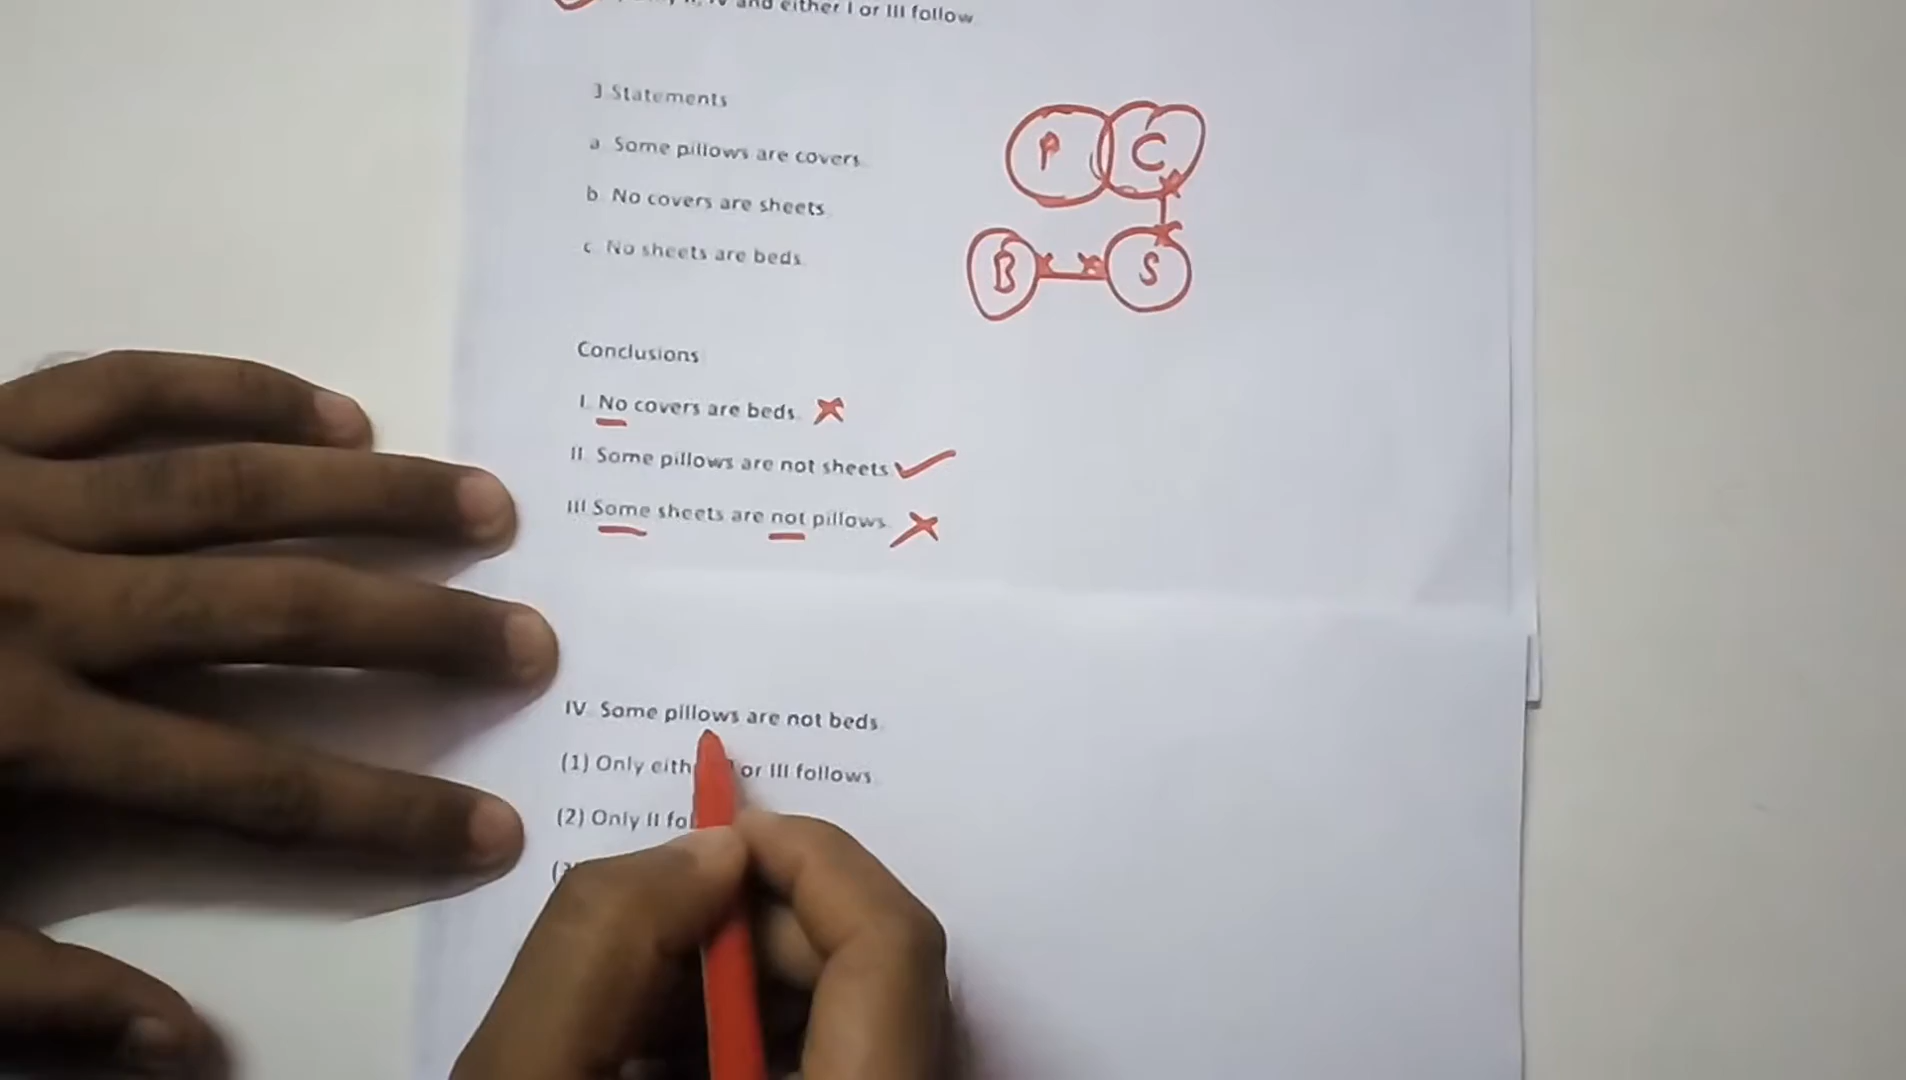 and either I or III follow
3 Statements
a. Some pillows are covers.
b. No covers are sheets.
c. No sheets are beds.
P C
B S
Conclusions
I. No covers are beds.
II. Some pillows are not sheets
III Some sheets are not pillows.
IV. Some pillows are not beds.
(1) Only or III follows
(2) Only II